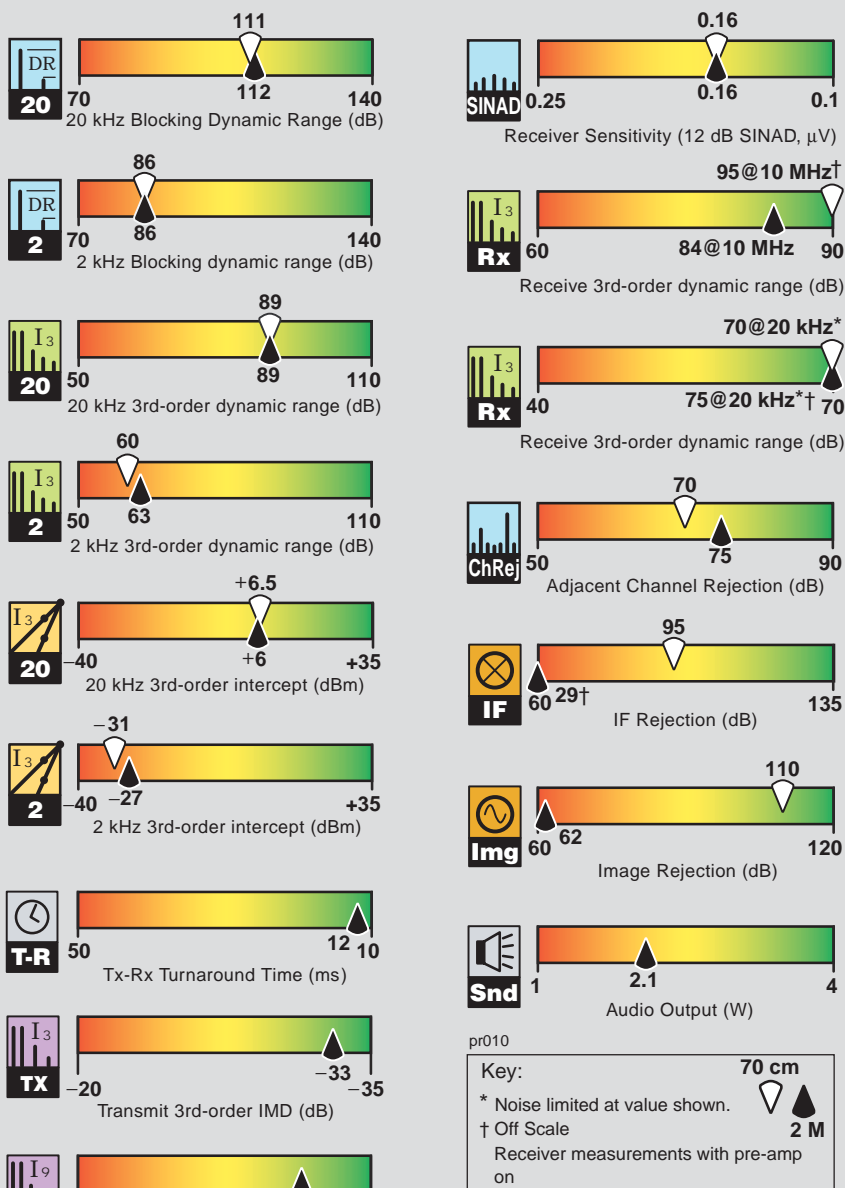 111
DR
20
70
112
140
20 kHz Blocking Dynamic Range (dB)
86
DR
2
70
86
140
2 kHz Blocking dynamic range (dB)
89
I3
20
50
89
110
20 kHz 3rd-order dynamic range (dB)
60
I3
2
50
63
110
2 kHz 3rd-order dynamic range (dB)
+6.5
I3
20
−40
+6
+35
20 kHz 3rd-order intercept (dBm)
−31
I3
2
−40
−27
+35
2 kHz 3rd-order intercept (dBm)
T-R
50
12
10
Tx-Rx Turnaround Time (ms)
I3
TX
−20
−33
−35
Transmit 3rd-order IMD (dB)
I9
0.16
SINAD
0.25
0.16
0.1
Receiver Sensitivity (12 dB SINAD, μV)
95@10 MHz†
I3
Rx
60
84@10 MHz
90
Receive 3rd-order dynamic range (dB)
70@20 kHz*
I3
Rx
40
75@20 kHz*†
70
Receive 3rd-order dynamic range (dB)
70
ChRej
50
75
90
Adjacent Channel Rejection (dB)
95
IF
60
29†
135
IF Rejection (dB)
110
Img
60
62
120
Image Rejection (dB)
Snd
1
2.1
4
Audio Output (W)
pr010
Key:
70 cm
* Noise limited at value shown.
† Off Scale
2 M
Receiver measurements with pre-amp
on